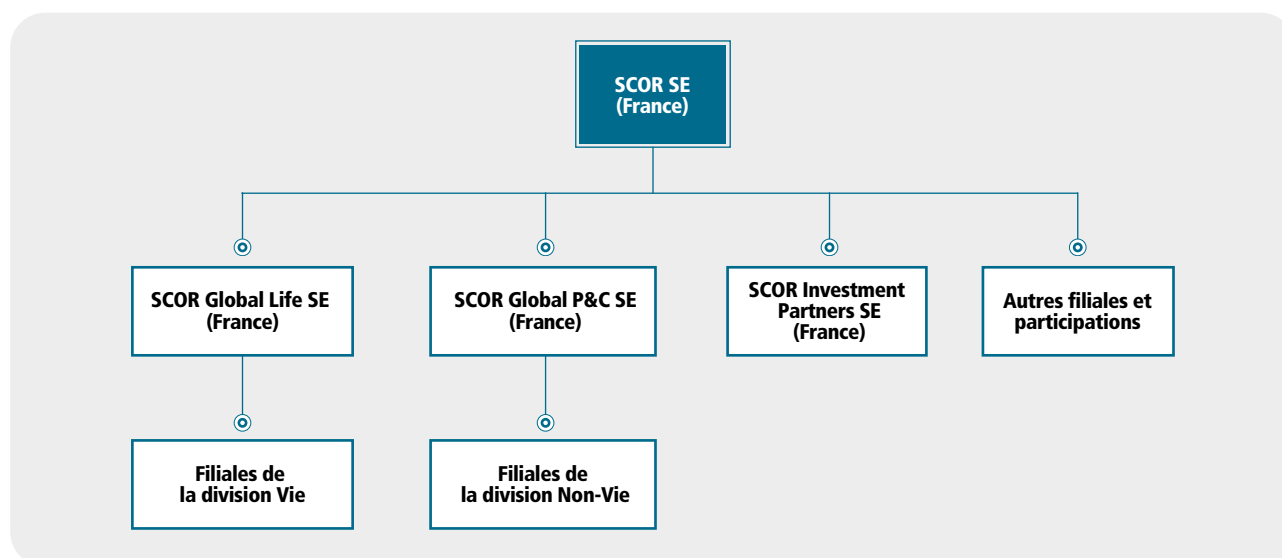 SCOR SE
(France)
SCOR Global Life SE
(France)
SCOR Global P&C SE
(France)
SCOR Investment
Partners SE
(France)
Autres filiales et
participations
Filiales de
la division Vie
Filiales de
la division Non-Vie